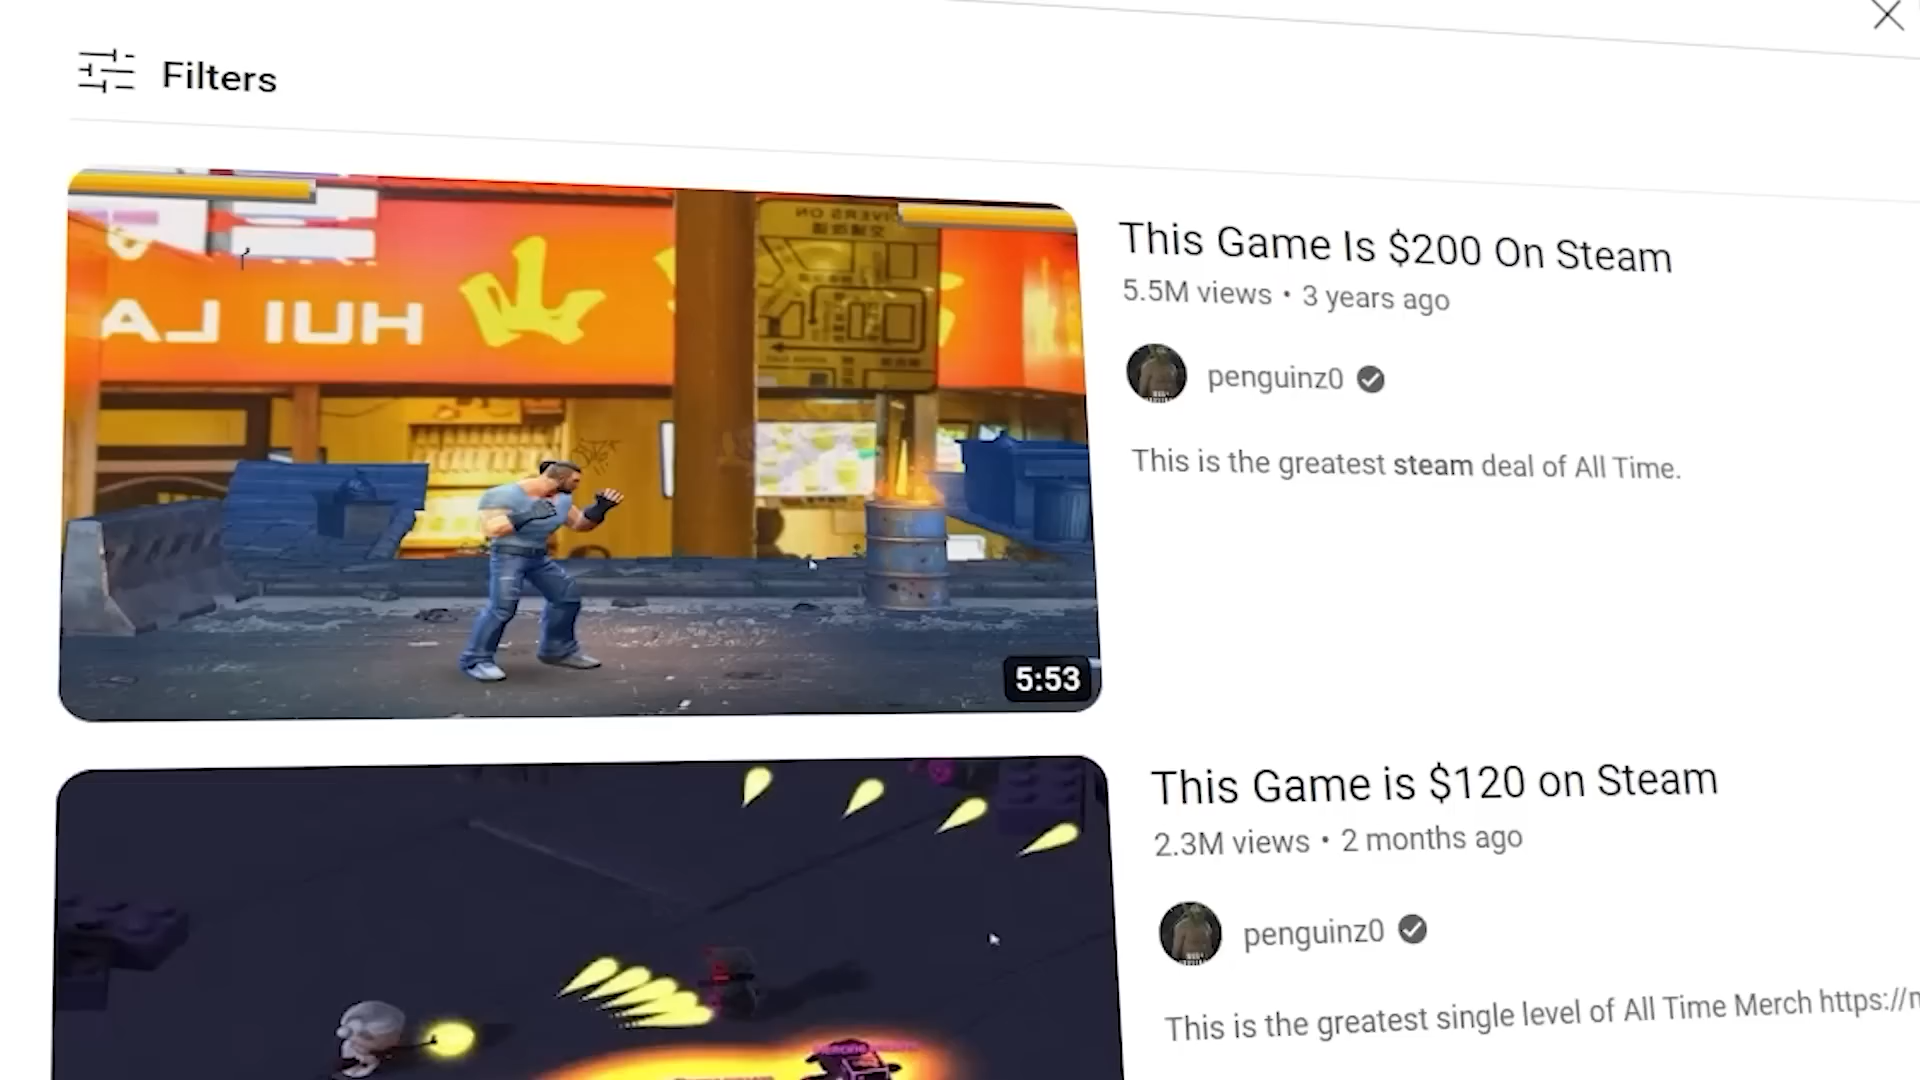 Filters
HUI LA
5:53
This Game Is $200 On Steam
5.5M views • 3 years ago
penguinz0
This is the greatest steam deal of All Time.
This Game is $120 on Steam
2.3M views • 2 months ago
penguinz0
This is the greatest single level of All Time Merch https://